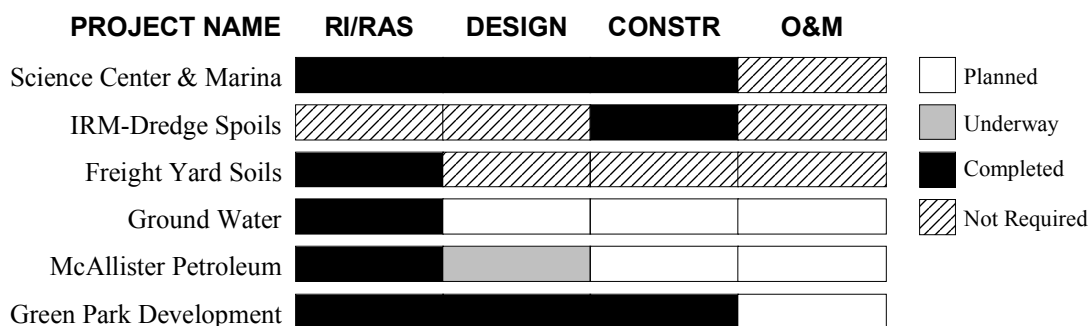 PROJECT NAME RI/RAS DESIGN CONSTR O&M
Science Center & Marina
IRM-Dredge Spoils
Freight Yard Soils
Ground Water
McAllister Petroleum
Green Park Development
Planned
Underway
Completed
Not Required